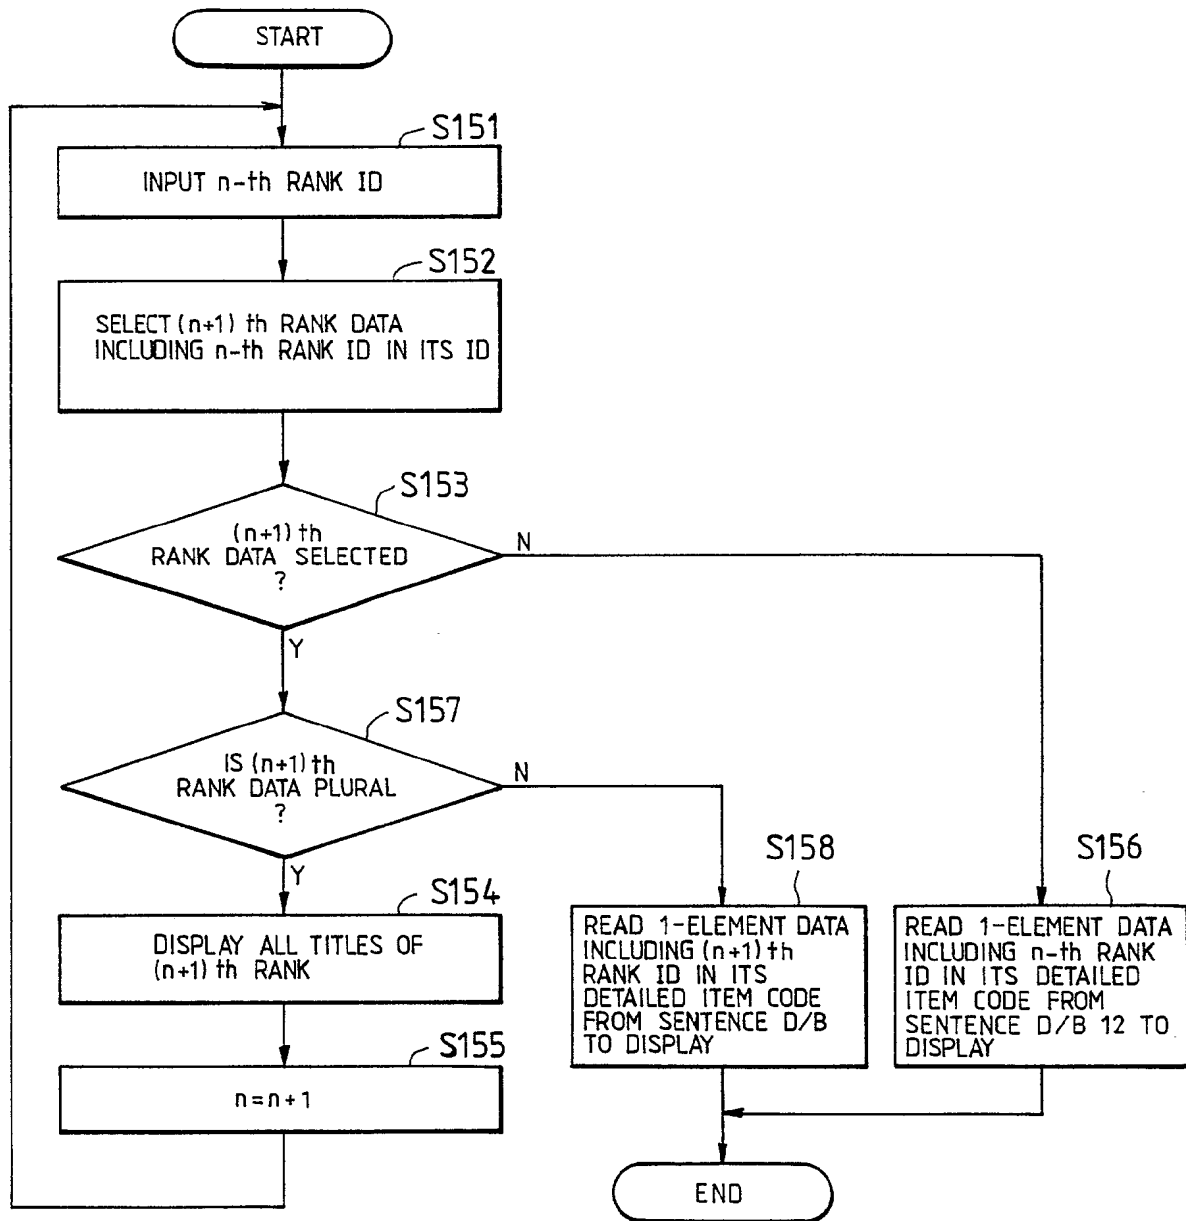 START
S151
INPUT n-th RANK ID
S152
SELECT (n+1) th RANK DATA
INCLUDING n-th RANK ID IN ITS ID
S153
(n+1) th
RANK DATA SELECTED
?
N
Y
S157
IS (n+1) th
RANK DATA PLURAL
?
N
Y
S154
DISPLAY ALL TITLES OF
(n+1) th RANK
S155
n=n+1
S158
READ 1-ELEMENT DATA
INCLUDING (n+1) th
RANK ID IN ITS
DETAILED ITEM CODE
FROM SENTENCE D/B
TO DISPLAY
S156
READ 1-ELEMENT DATA
INCLUDING n-th RANK
ID IN ITS DETAILED
ITEM CODE FROM
SENTENCE D/B 12 TO
DISPLAY
END